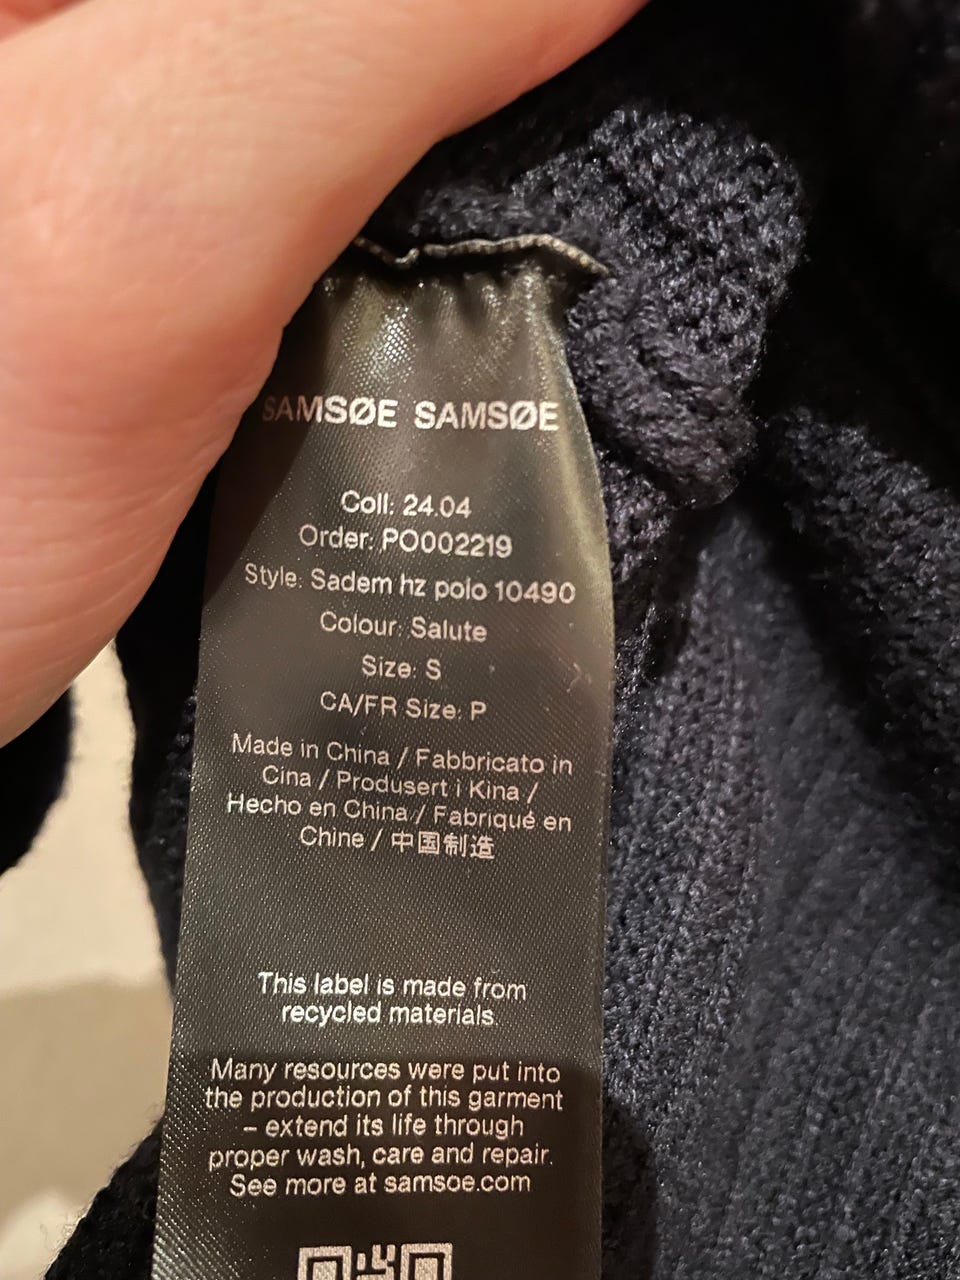 SAMSØE SAMSØE
Coll: 24.04
Order: PO002219
Style: Sadem hz polo 10490
Colour: Salute
Size: S
CA/FR Size: P
Made in China / Fabbricato in
Cina / Produsert i Kina /
Hecho en China / Fabriqué en
Chine / 中国制造
This label is made from
recycled materials.
Many resources were put into
the production of this garment
– extend its life through
proper wash, care and repair.
See more at samsoe.com